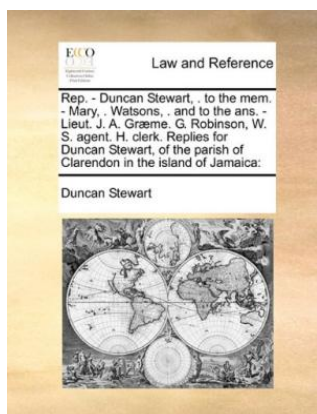 ECCO
Law and Reference
Rep. - Duncan Stewart, . to the mem.
- Mary, . Watsons, . and to the ans. -
Lieut. J. A. Græme. G. Robinson, W.
S. agent. H. clerk. Replies for
Duncan Stewart, of the parish of
Clarendon in the island of Jamaica:
Duncan Stewart